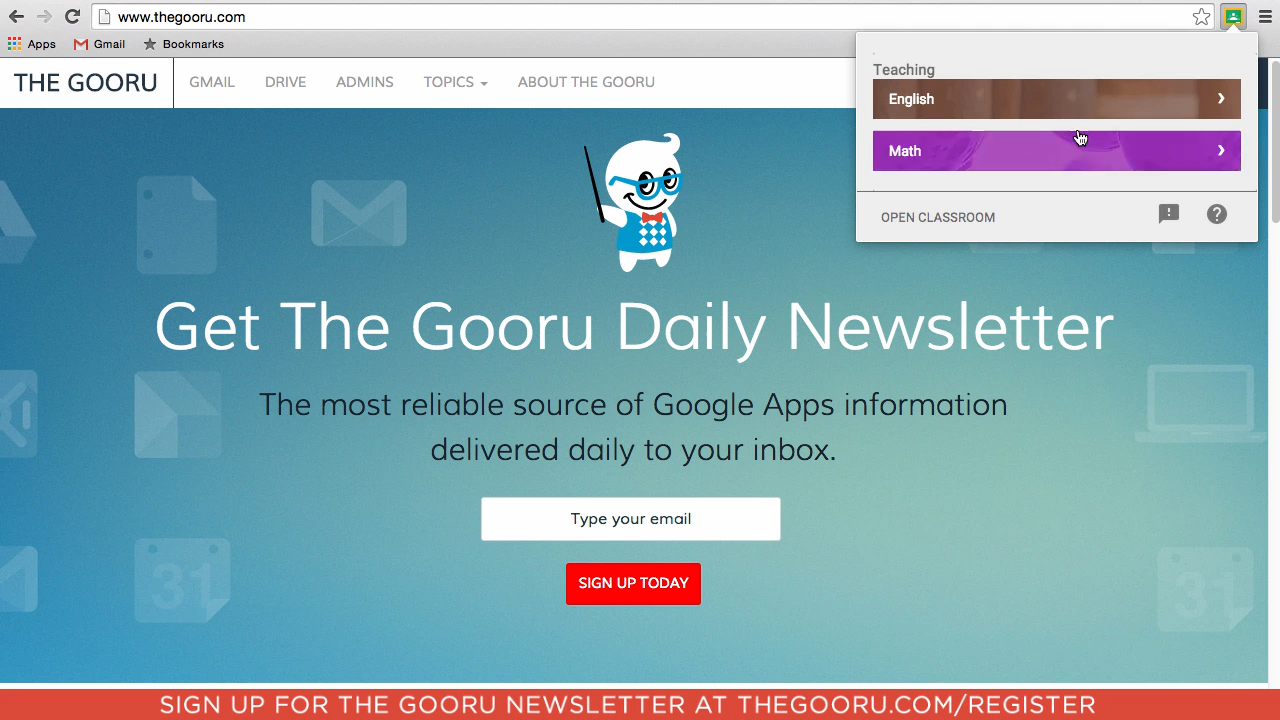 www.thegooru.com
Apps Gmail Bookmarks
THE GOORU GMAIL DRIVE ADMINS TOPICS ABOUT THE GOORU
Teaching
English
Math
OPEN CLASSROOM
Get The Gooru Daily Newsletter
The most reliable source of Google Apps information
delivered daily to your inbox.
Type your email
SIGN UP TODAY
31
31
SIGN UP FOR THE GOORU NEWSLETTER AT THEGOORU.COM/REGISTER